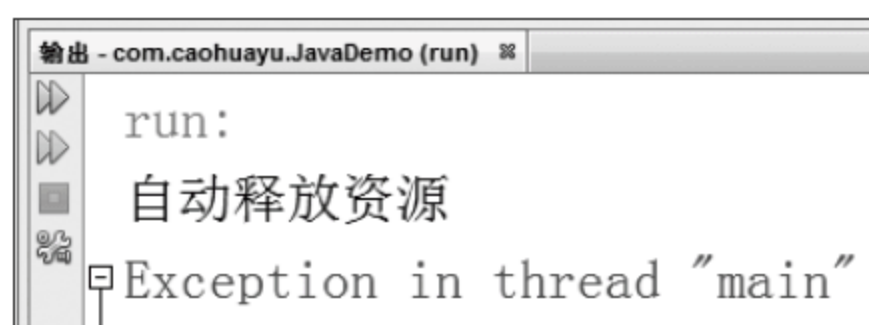 输出 - com.caohuayu.JavaDemo (run)
run:
自动释放资源
Exception in thread "main"